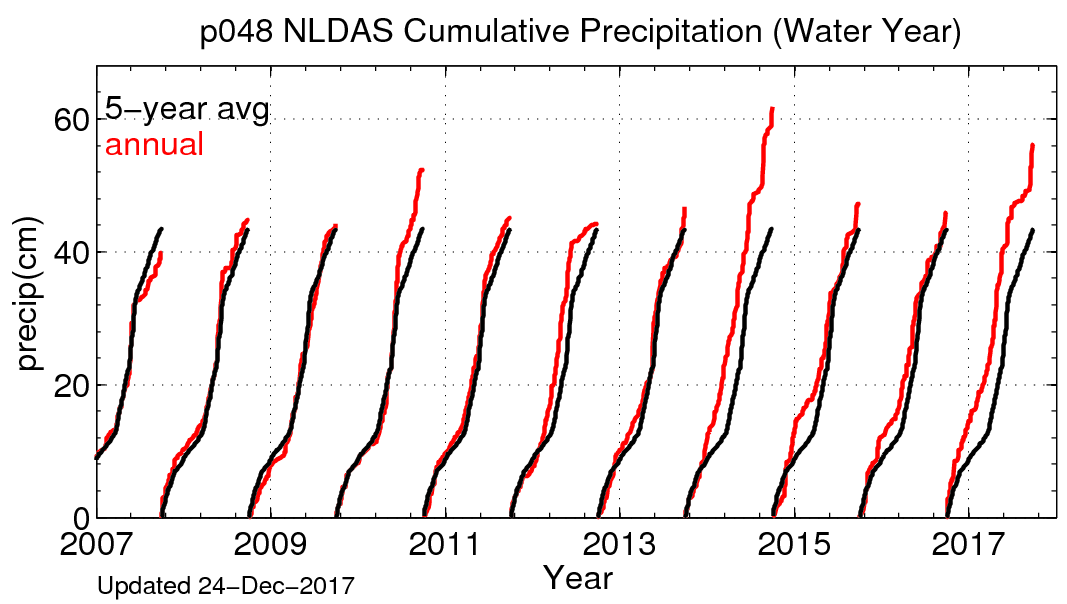 p048 NLDAS Cumulative Precipitation (Water Year)
5−year avg
annual
precip(cm)
60
40
20
0
2007 2009 2011 2013 2015 2017
Year
Updated 24−Dec−2017